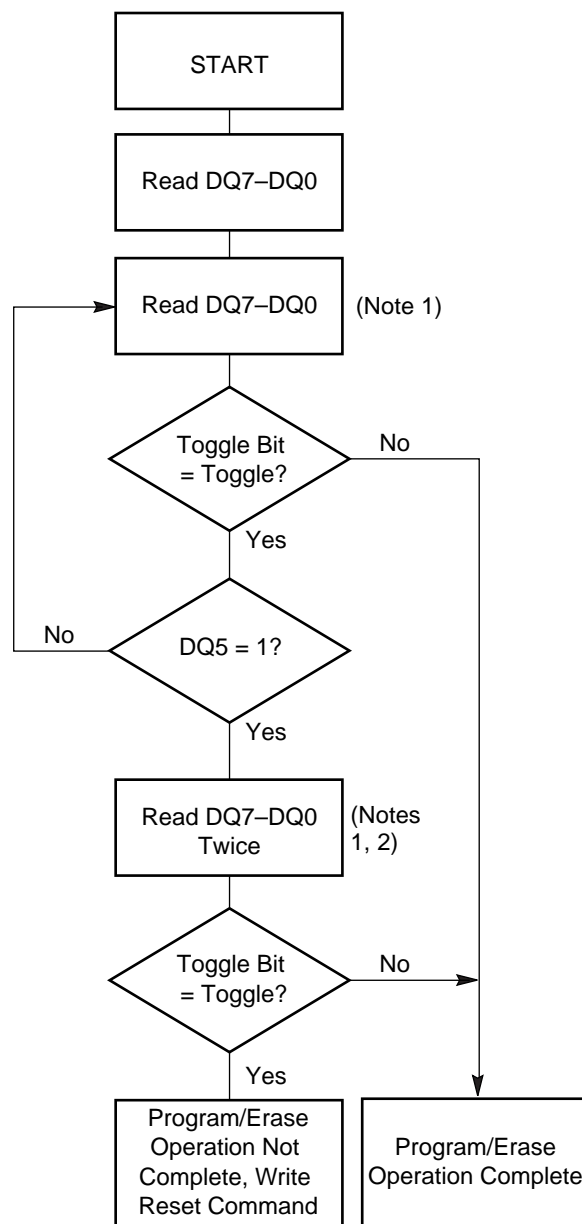 START
Read DQ7–DQ0
Read DQ7–DQ0
(Note 1)
Toggle Bit
= Toggle?
No
Yes
No
DQ5 = 1?
Yes
Read DQ7–DQ0
Twice
(Notes
1, 2)
Toggle Bit
= Toggle?
No
Yes
Program/Erase
Operation Not
Complete, Write
Reset Command
Program/Erase
Operation Complete